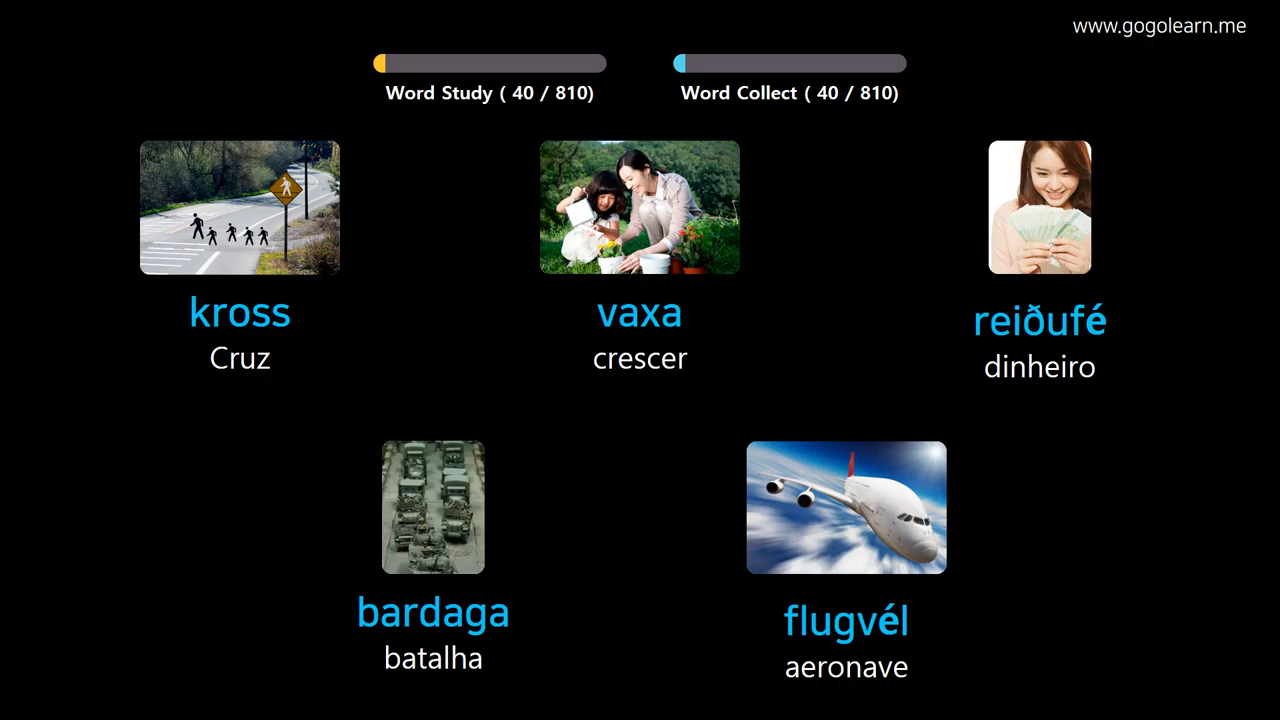 www.gogolearn.me
Word Study ( 40 / 810)
Word Collect ( 40 / 810)
kross
Cruz
vaxa
crescer
reiðufé
dinheiro
bardaga
batalha
flugvél
aeronave